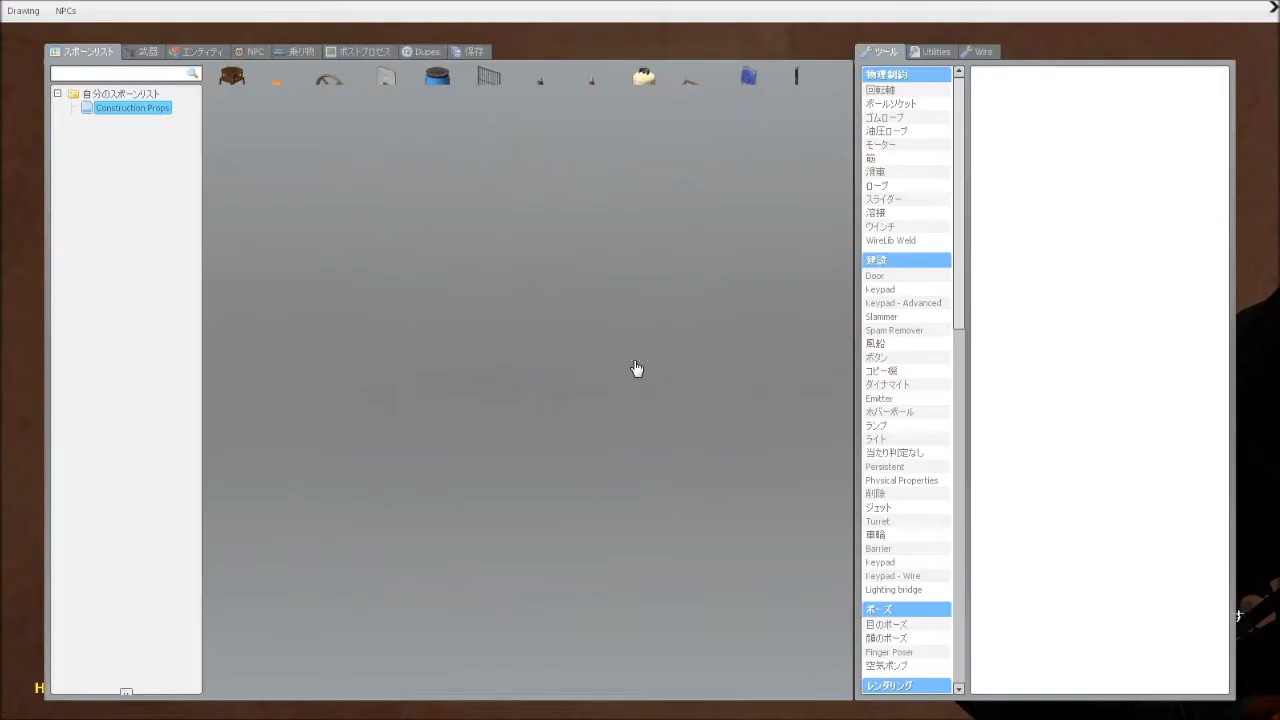 Drawing NPCs
スポーンリスト 武器 エンティティ NPC 乗り物 ポストプロセス Dupes 保存
自分のスポーンリスト
Construction Props
ツール Utilities Wire
物理制約
回転軸
ボールソケット
ゴムロープ
油圧ロープ
モーター
筋
滑車
ロープ
スライダー
溶接
ウインチ
WireLib Weld
建設
Door
Keypad
Keypad - Advanced
Slammer
Spam Remover
風船
ボタン
コピー機
ダイナマイト
Emitter
ホバーボール
ランプ
ライト
当たり判定なし
Persistent
Physical Properties
削除
ジェット
Turret
車輪
Barrier
Keypad
Keypad - Wire
Lighting bridge
ポーズ
目のポーズ
顔のポーズ
Finger Poser
空気ポンプ
レンダリング
H
す